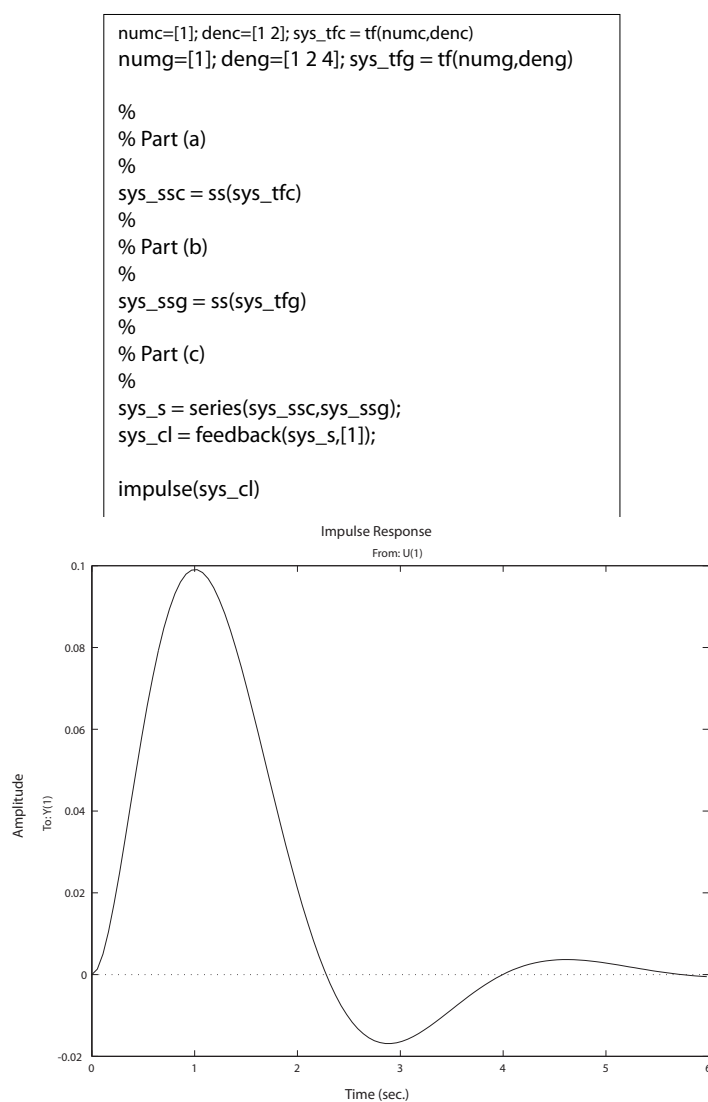 numc=[1]; denc=[1 2]; sys_tfc = tf(numc,denc)
numg=[1]; deng=[1 2 4]; sys_tfg = tf(numg,deng)
%
% Part (a)
%
sys_ssc = ss(sys_tfc)
%
% Part (b)
%
sys_ssg = ss(sys_tfg)
%
% Part (c)
%
sys_s = series(sys_ssc,sys_ssg);
sys_cl = feedback(sys_s,[1]);
impulse(sys_cl)
Impulse Response
From: U(1)
0.1
0.08
0.06
0.04
0.02
0
-0.02
Amplitude
To: Y(1)
0 1 2 3 4 5 6
Time (sec.)